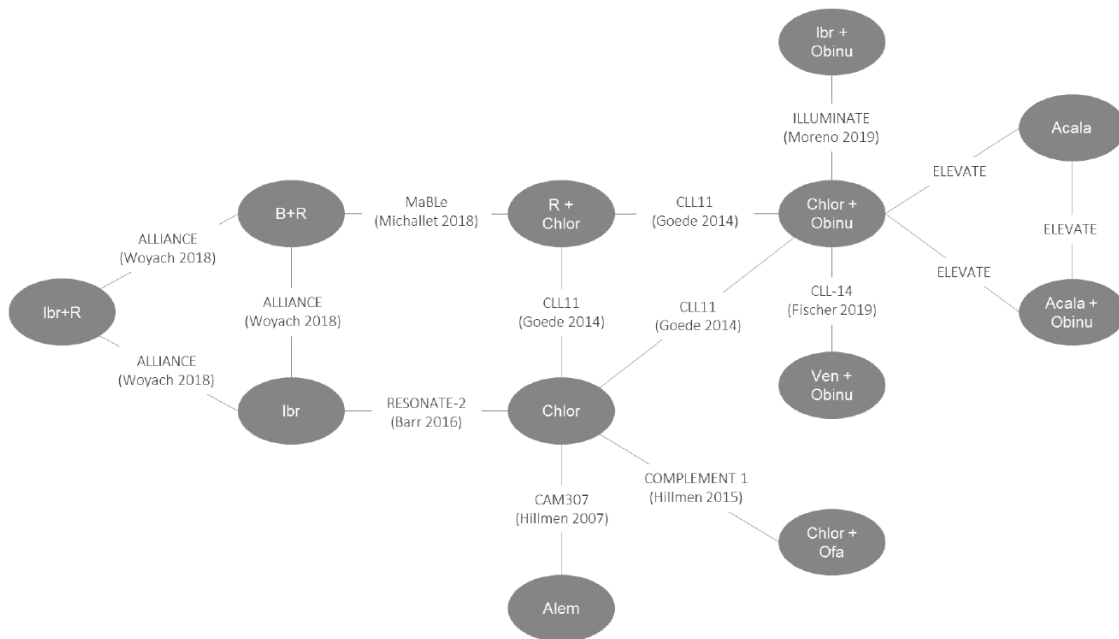 Ibr +
Obinu
ILLUMINATE
(Moreno 2019)
Acala
ELEVATE
B+R
MaBLe
(Michallet 2018)
R +
Chlor
CLL11
(Goede 2014)
Chlor +
Obinu
ELEVATE
ALLIANCE
(Woyach 2018)
ELEVATE
Ibr+R
ALLIANCE
(Woyach 2018)
CLL11
(Goede 2014)
CLL11
(Goede 2014)
CLL-14
(Fischer 2019)
Acala +
Obinu
ALLIANCE
(Woyach 2018)
Ven +
Obinu
Ibr
RESONATE-2
(Barr 2016)
Chlor
COMPLEMENT 1
(Hillmen 2015)
CAM307
(Hillmen 2007)
Chlor +
Ofa
Alem